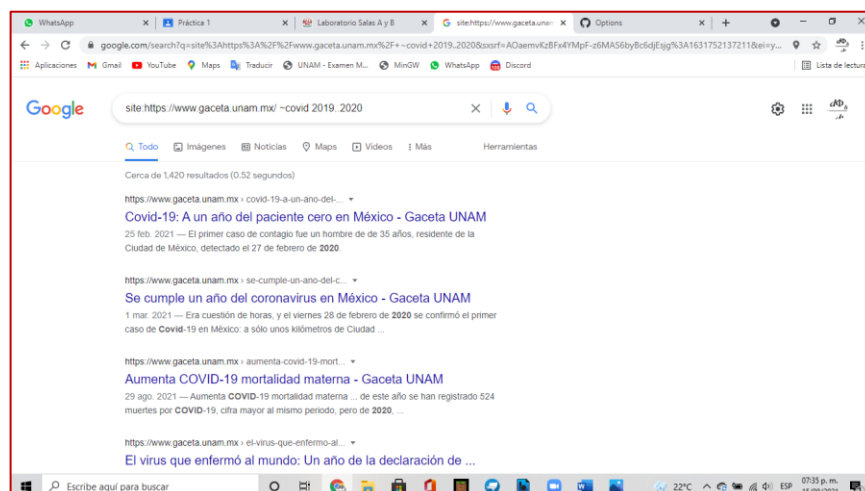 WhatsApp
Práctica 1
Laboratorio Salas A y B
site:https://www.gaceta.unam
Options
google.com/search?q=site%3Ahttps%3A%2F%2Fwww.gaceta.unam.mx%2F+~covid+2019..2020&sxsrf=
Aplicaciones Gmail YouTube Maps Traducir UNAM - Examen M... MinGW WhatsApp Discord Lista de lectura
Google
site:https://www.gaceta.unam.mx/ ~covid 2019..2020
Todo Imágenes Noticias Maps Videos Más Herramientas
Cerca de 1,420 resultados (0.52 segundos)
https://www.gaceta.unam.mx › covid-19-a-un-ano-del-...
Covid-19: A un año del paciente cero en México - Gaceta UNAM
25 feb. 2021 — El primer caso de contagio fue un hombre de de 35 años, residente de la
Ciudad de México, detectado el 27 de febrero de 2020.
https://www.gaceta.unam.mx › se-cumple-un-ano-del-c...
Se cumple un año del coronavirus en México - Gaceta UNAM
1 mar. 2021 — Era cuestión de horas, y el viernes 28 de febrero de 2020 se confirmó el primer
caso de Covid-19 en México: a sólo unos kilómetros de Ciudad ...
https://www.gaceta.unam.mx › aumenta-covid-19-mort...
Aumenta COVID-19 mortalidad materna - Gaceta UNAM
29 ago. 2021 — Aumenta COVID-19 mortalidad materna ... de este año se han registrado 524
muertes por COVID-19, cifra mayor al mismo periodo, pero de 2020, ...
https://www.gaceta.unam.mx › el-virus-que-enfermo-al...
El virus que enfermó al mundo: Un año de la declaración de ...
Escribe aquí para buscar
22°C
ESP
07:35 p. m.